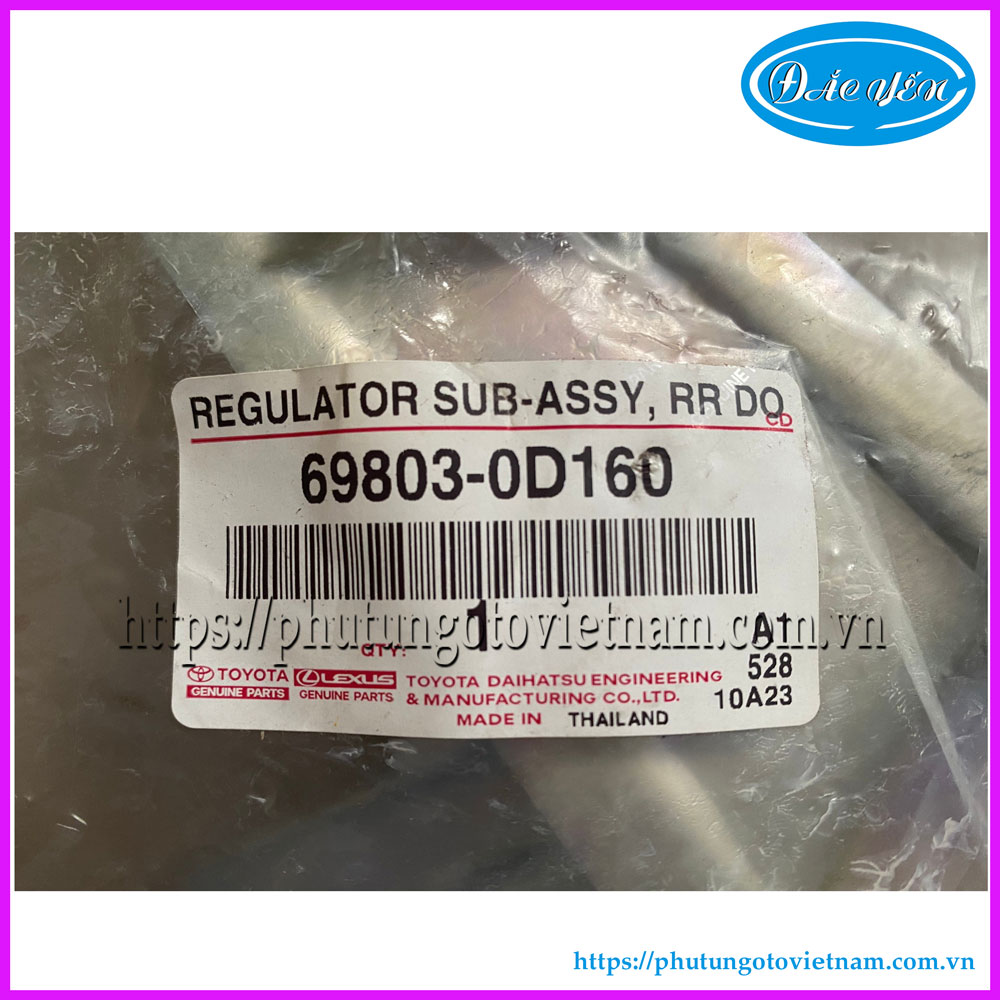 ĐẮC YẾN
REGULATOR SUB-ASSY, RR DO
CD
69803-0D160
https://phutungotovietnam.com.vn
QTY: 1
A1
528
10A23
TOYOTA
GENUINE PARTS
LEXUS
GENUINE PARTS
TOYOTA DAIHATSU ENGINEERING
& MANUFACTURING CO.,LTD.
MADE IN THAILAND
https://phutungotovietnam.com.vn